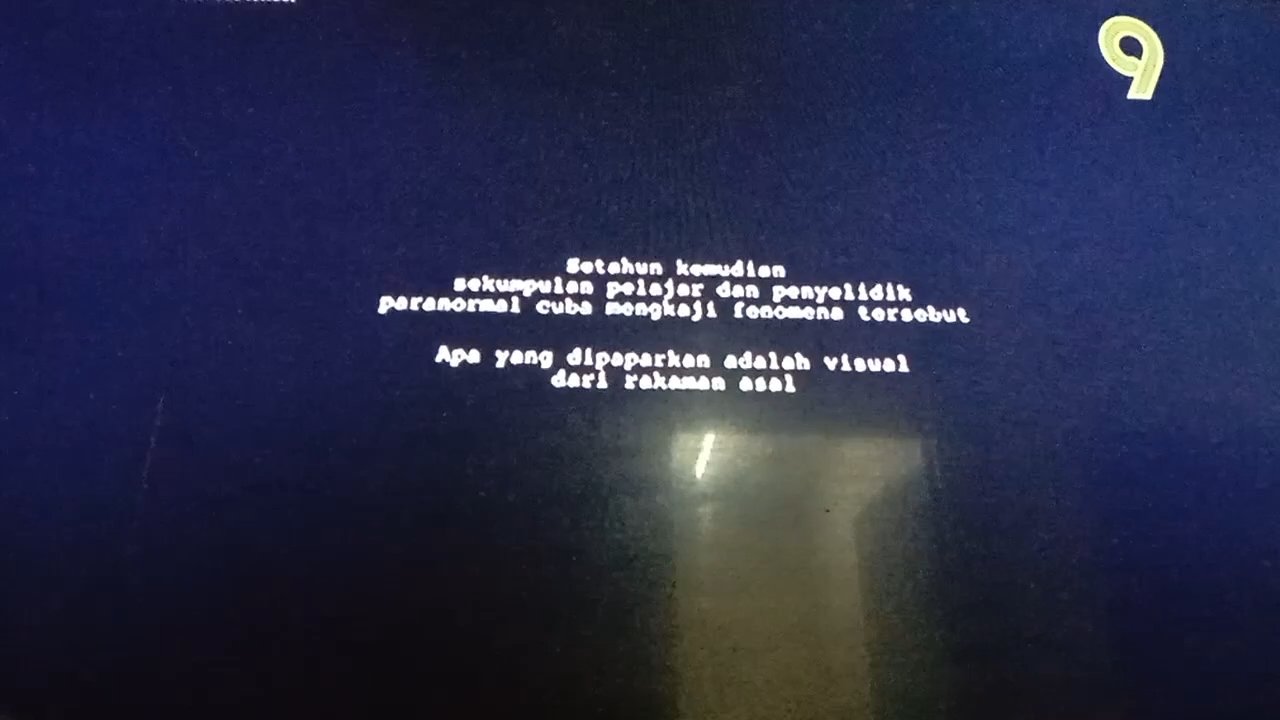 9
Setahun kemudian
sekumpulan pelajar dan penyelidik
paranormal cuba mengkaji fenomena tersebut
Apa yang dipaparkan adalah visual
dari rakaman asal